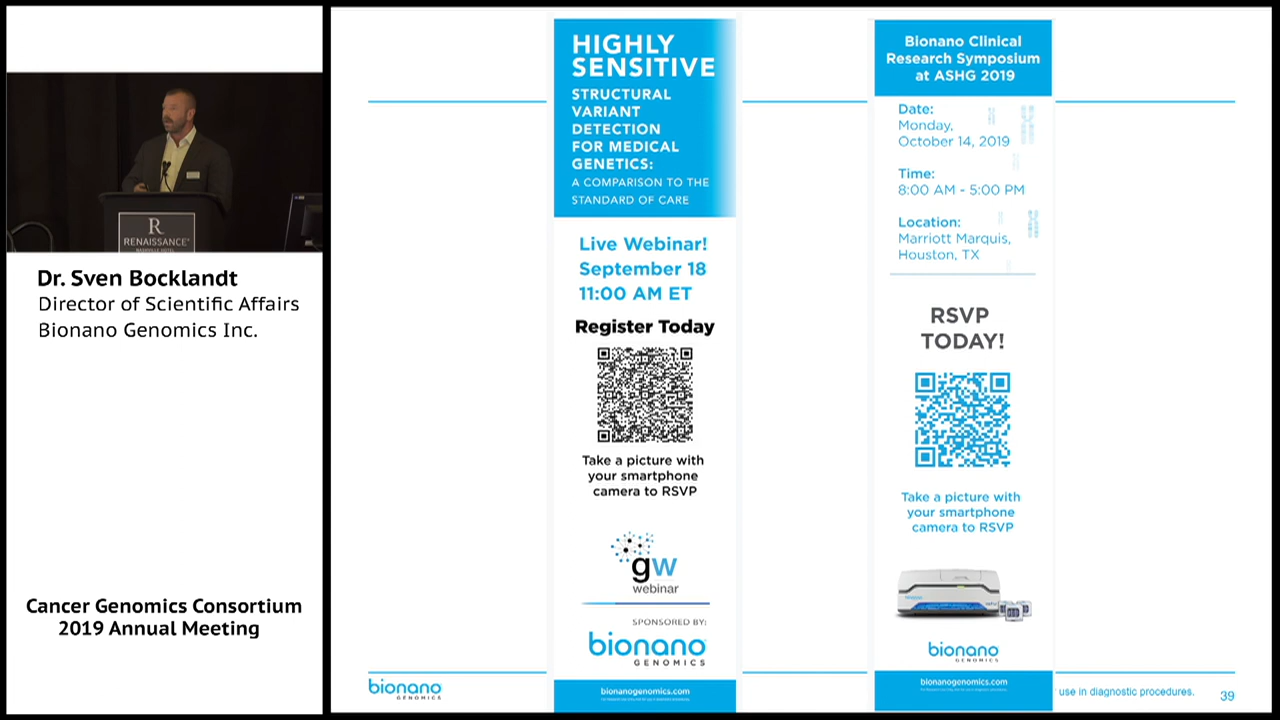 R
RENAISSANCE
NASHVILLE HOTEL
Dr. Sven Bocklandt
Director of Scientific Affairs
Bionano Genomics Inc.
Cancer Genomics Consortium
2019 Annual Meeting
HIGHLY
SENSITIVE
STRUCTURAL
VARIANT
DETECTION
FOR MEDICAL
GENETICS:
A COMPARISON TO THE
STANDARD OF CARE
Live Webinar!
September 18
11:00 AM ET
Register Today
Take a picture with
your smartphone
camera to RSVP
gw
webinar
SPONSORED BY:
bionano
GENOMICS
bionanogenomics.com
Bionano Clinical
Research Symposium
at ASHG 2019
Date:
Monday,
October 14, 2019
Time:
8:00 AM - 5:00 PM
Location:
Marriott Marquis,
Houston, TX
RSVP
TODAY!
Take a picture with
your smartphone
camera to RSVP
bionano
GENOMICS
bionanogenomics.com
bionano
GENOMICS
use in diagnostic procedures.
39